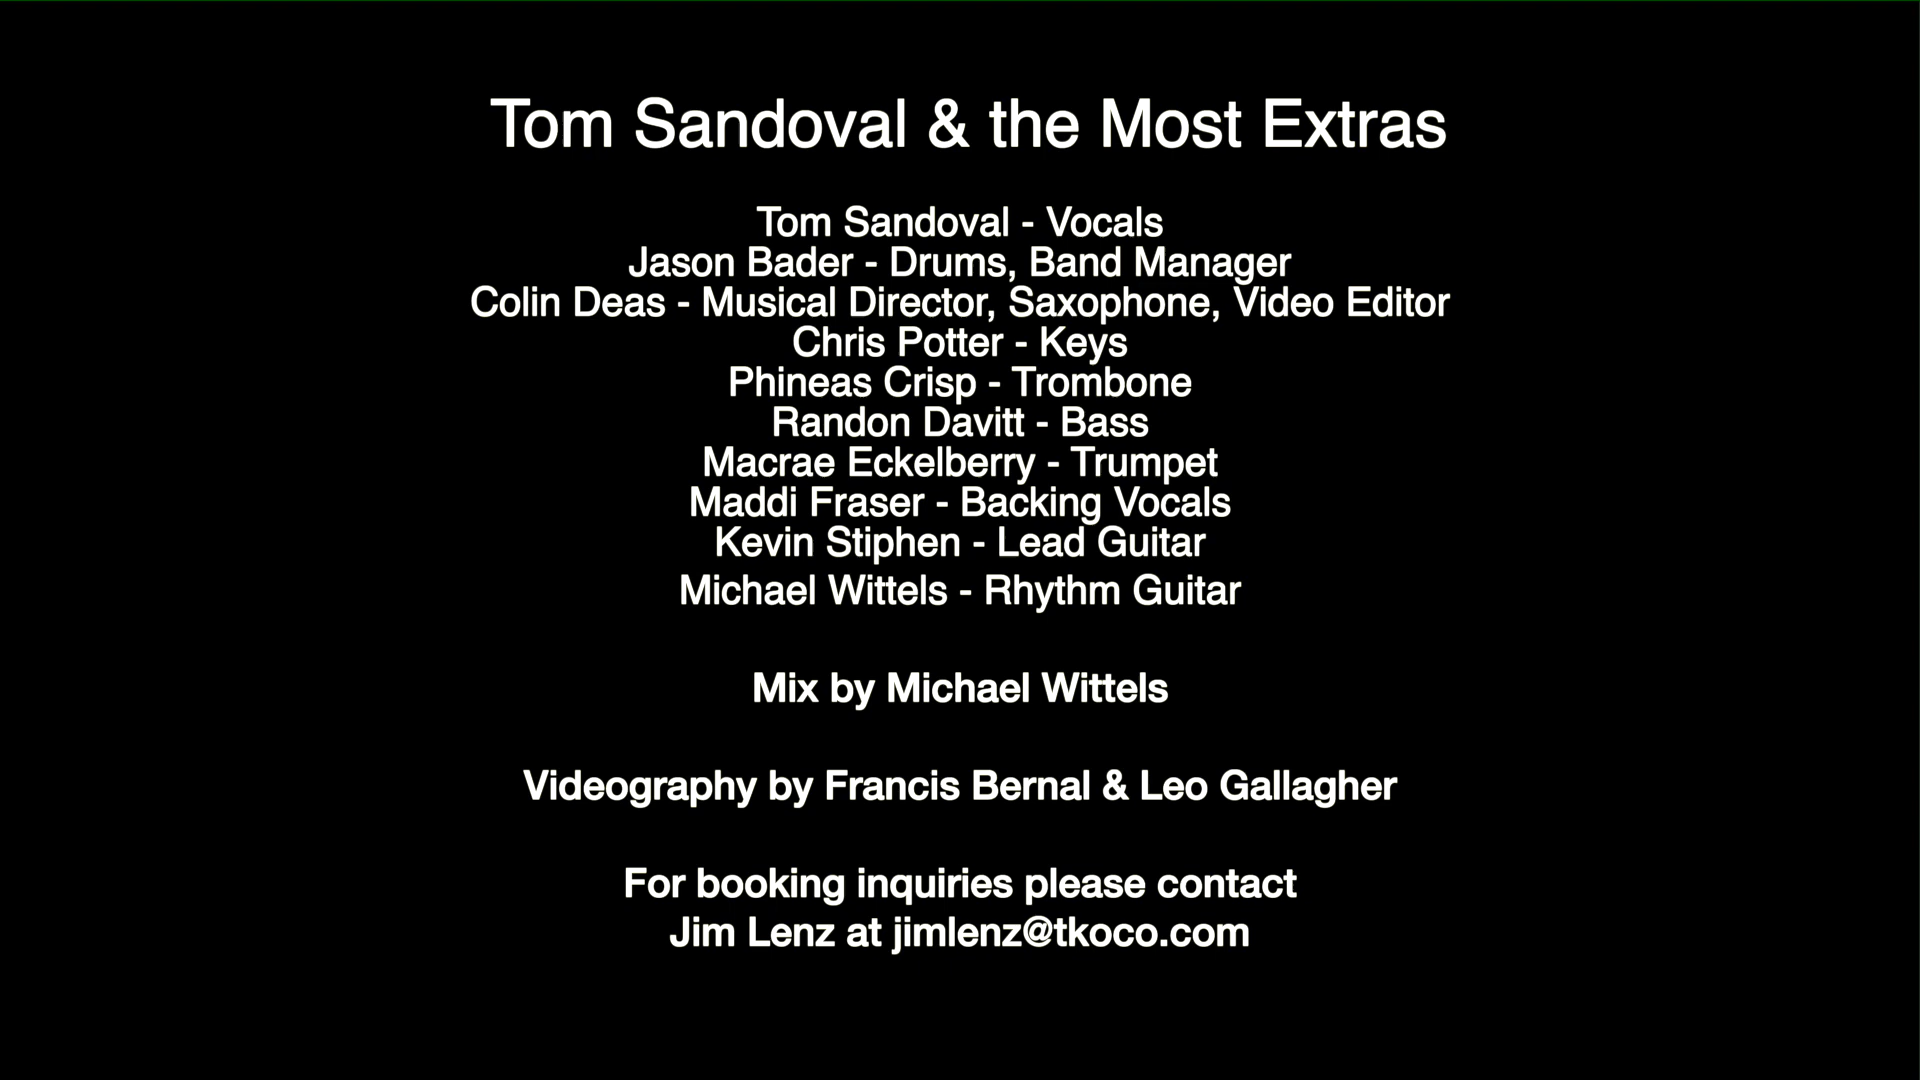 Tom Sandoval & the Most Extras
Tom Sandoval - Vocals
Jason Bader - Drums, Band Manager
Colin Deas - Musical Director, Saxophone, Video Editor
Chris Potter - Keys
Phineas Crisp - Trombone
Randon Davitt - Bass
Macrae Eckelberry - Trumpet
Maddi Fraser - Backing Vocals
Kevin Stiphen - Lead Guitar
Michael Wittels - Rhythm Guitar
Mix by Michael Wittels
Videography by Francis Bernal & Leo Gallagher
For booking inquiries please contact
Jim Lenz at jimlenz@tkoco.com